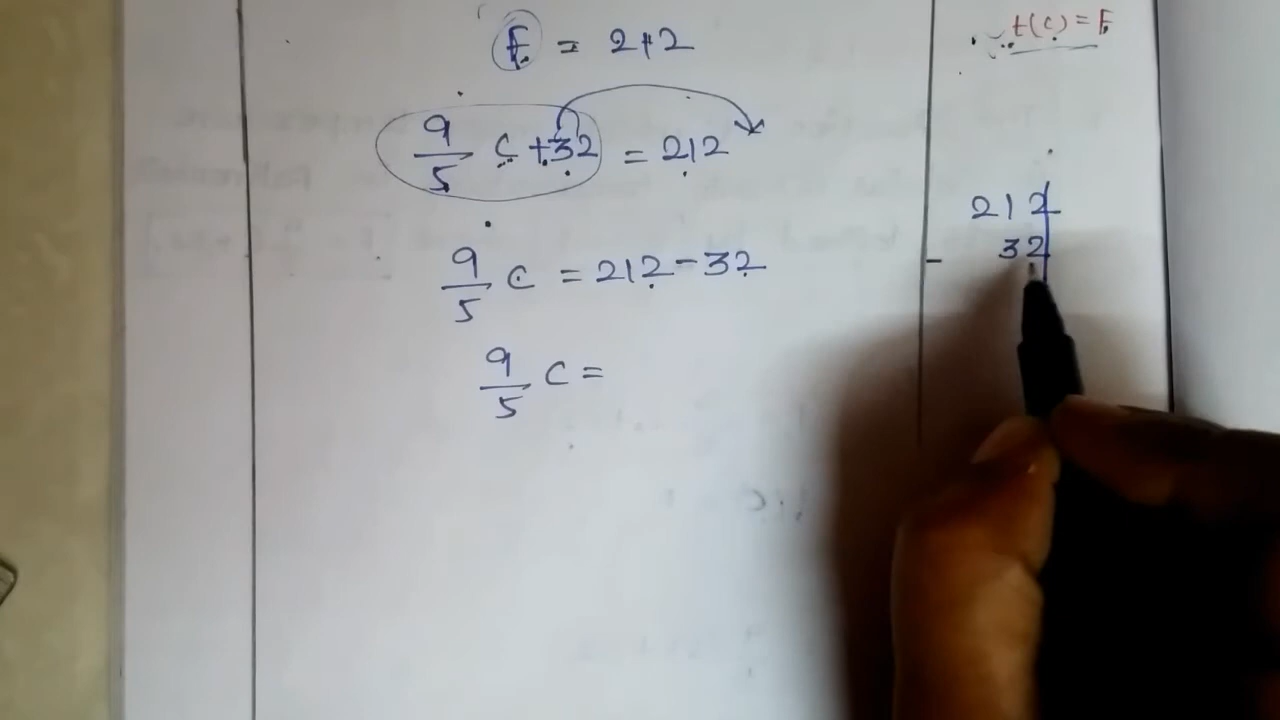 F = 212
9/5 C + 32 = 212
9/5 C = 212 - 32
9/5 C =
t(C) = F
212
- 32